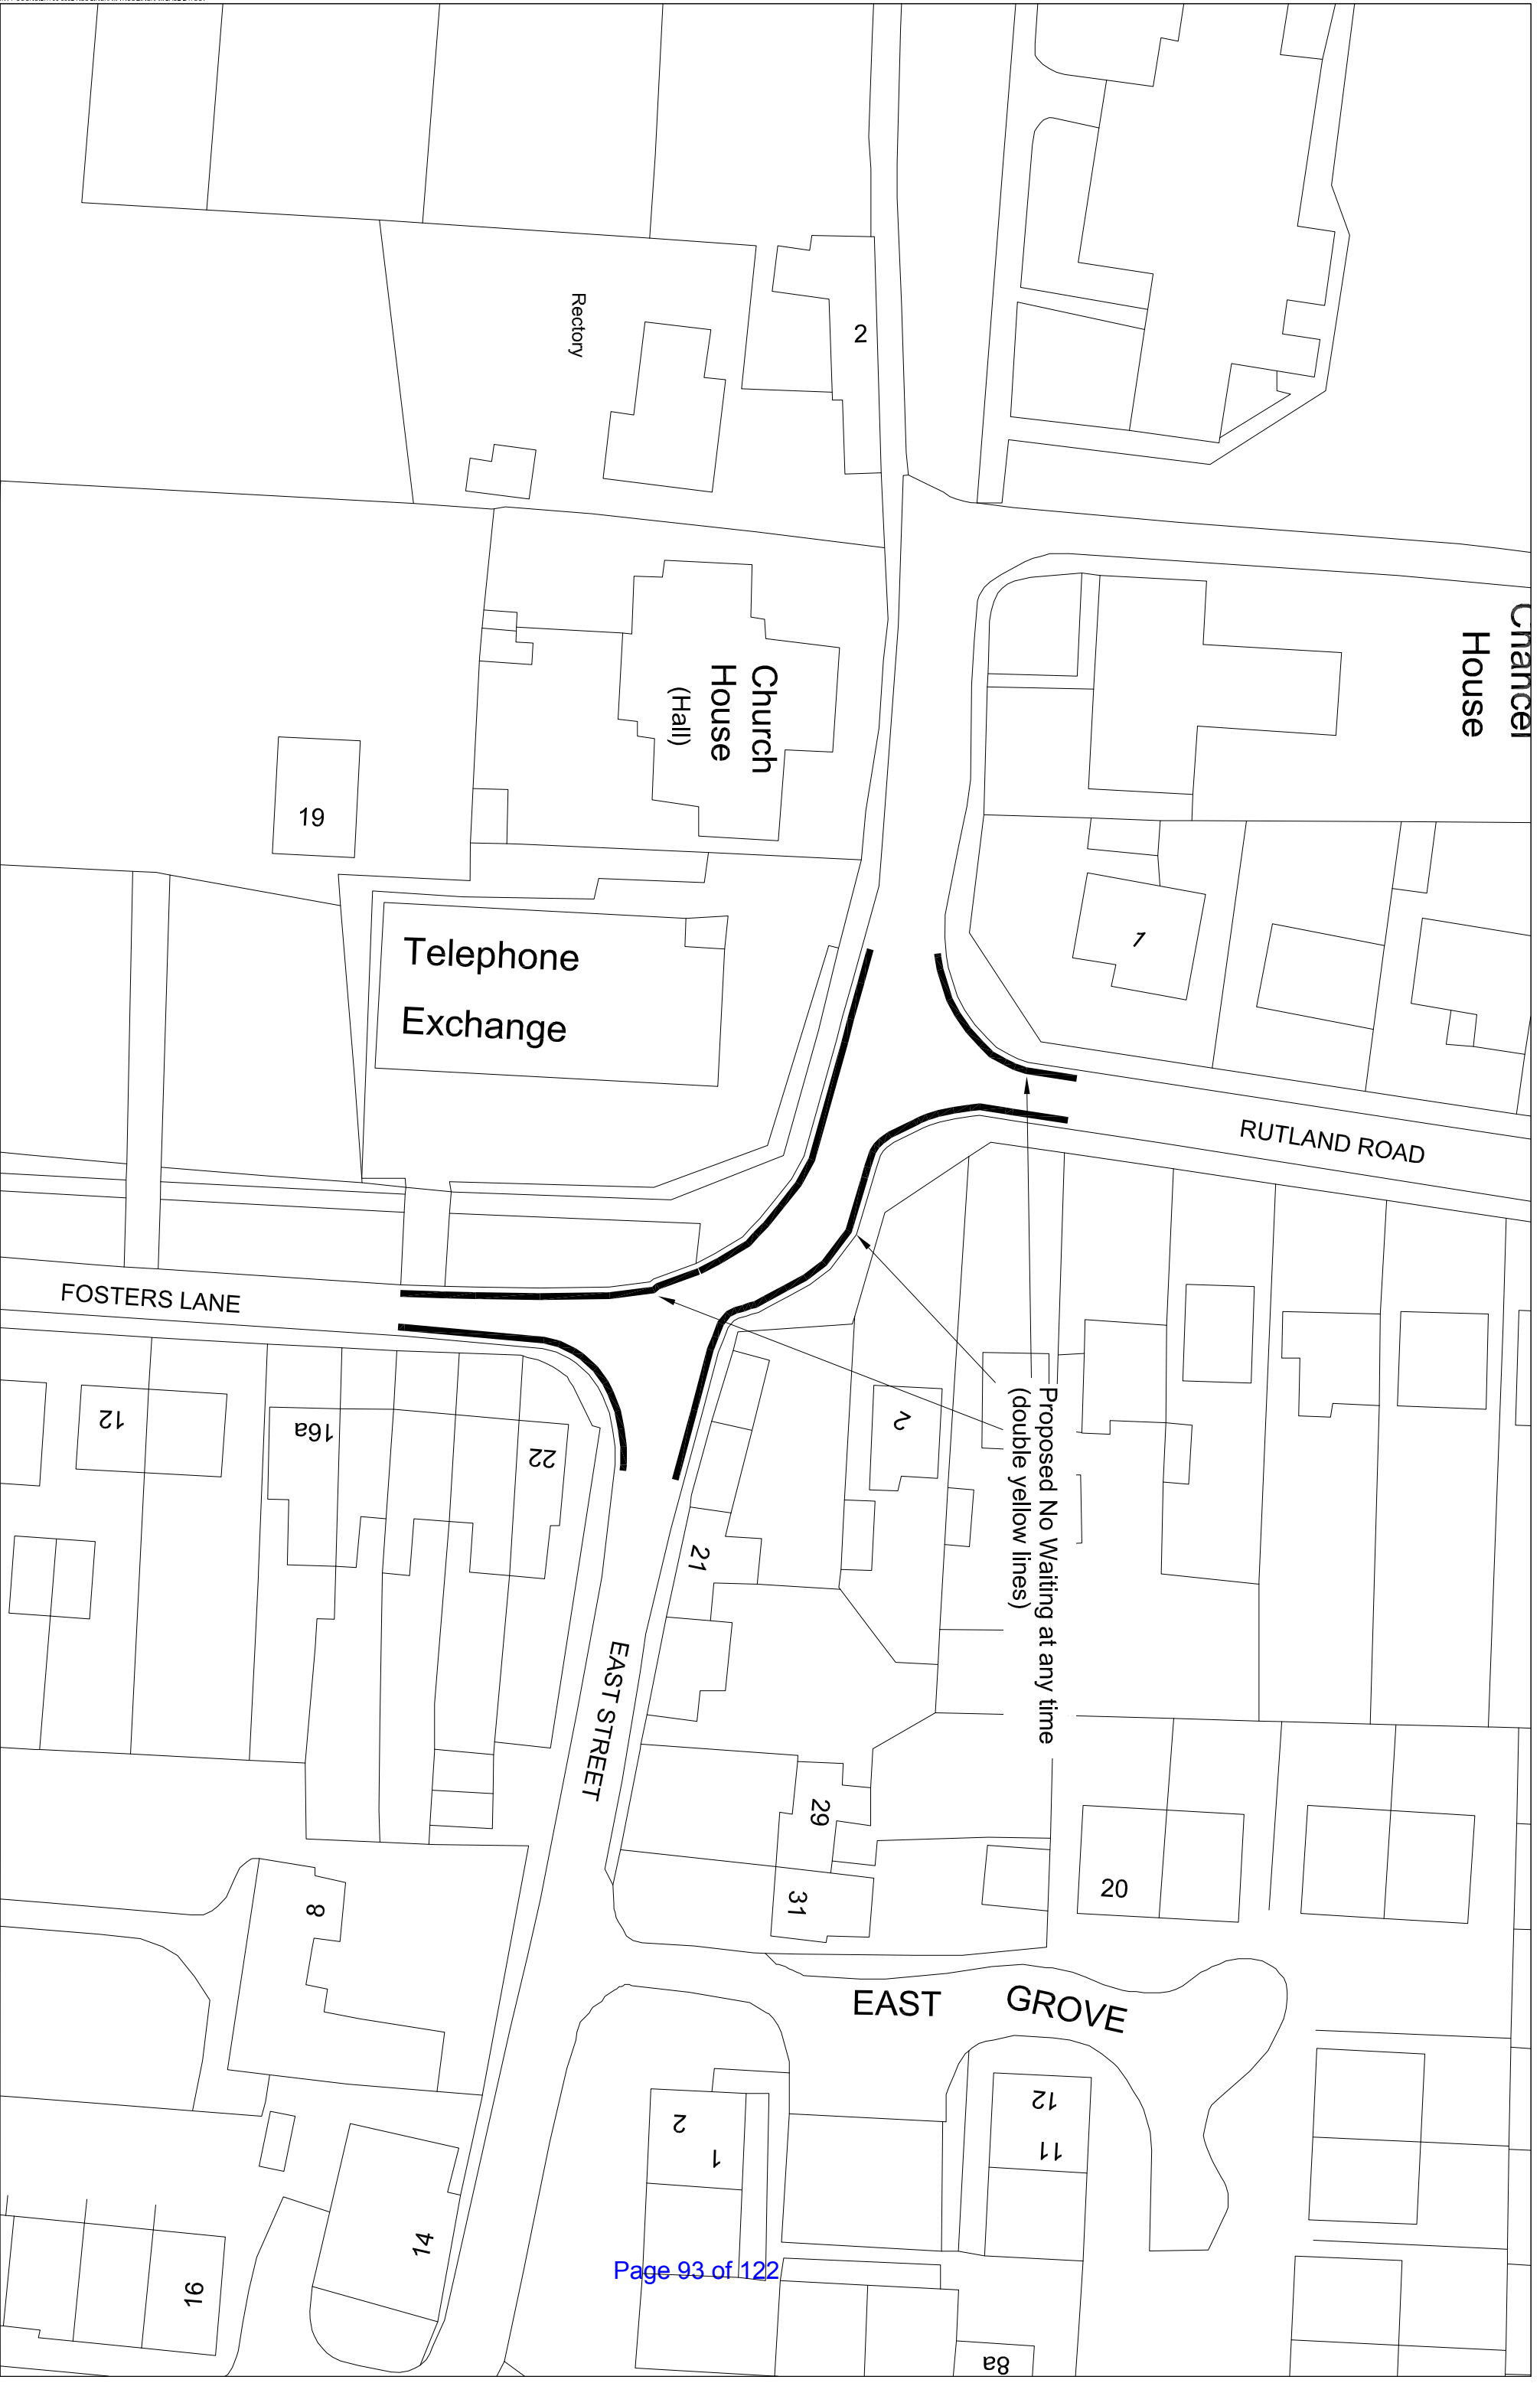 2
Rectory
Chancel
House
Church
House
(Hall)
19
1
Telephone
Exchange
RUTLAND ROAD
FOSTERS LANE
Proposed No Waiting at any time
(double yellow lines)
12
16a
22
2
21
EAST STREET
29
31
20
8
EAST GROVE
2
1
12
11
14
16
8a
Page 93 of 122